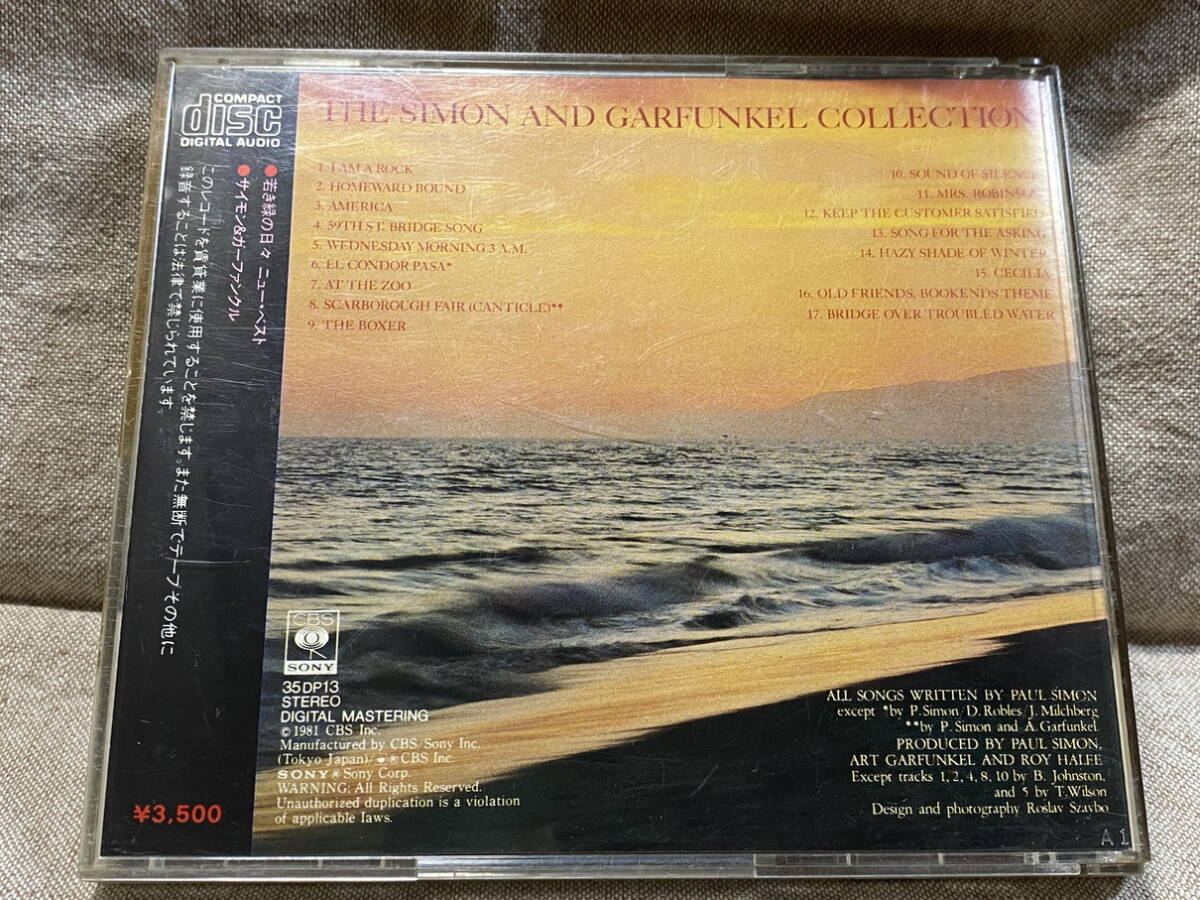 COMPACT
disc
DIGITAL AUDIO
●若き緑の日々 ニュー・ベスト
●サイモン&ガーファンクル
このレコードを賃貸業に使用することを禁じます。また無断でテープその他に
録音することは法律で禁じられています。
¥3,500
THE SIMON AND GARFUNKEL COLLECTION
1. I AM A ROCK
2. HOMEWARD BOUND
3. AMERICA
4. 59TH ST. BRIDGE SONG
5. WEDNESDAY MORNING 3 A.M.
6. EL CONDOR PASA*
7. AT THE ZOO
8. SCARBOROUGH FAIR (CANTICLE)**
9. THE BOXER
10. SOUND OF SILENCE
11. MRS. ROBINSON
12. KEEP THE CUSTOMER SATISFIED
13. SONG FOR THE ASKING
14. HAZY SHADE OF WINTER
15. CECILIA
16. OLD FRIENDS, BOOKENDS THEME
17. BRIDGE OVER TROUBLED WATER
CBS
SONY
35DP13
STEREO
DIGITAL MASTERING
© 1981 CBS Inc.
Manufactured by CBS/Sony Inc.
(Tokyo Japan)/ ® CBS Inc.
SONY ® Sony Corp.
WARNING: All Rights Reserved.
Unauthorized duplication is a violation
of applicable laws.
ALL SONGS WRITTEN BY PAUL SIMON
except *by P. Simon/D. Robles/J. Milchberg
**by P. Simon and A. Garfunkel.
PRODUCED BY PAUL SIMON,
ART GARFUNKEL AND ROY HALEE
Except tracks 1, 2, 4, 8, 10 by B. Johnston,
and 5 by T. Wilson
Design and photography Roslav Szaybo
A1